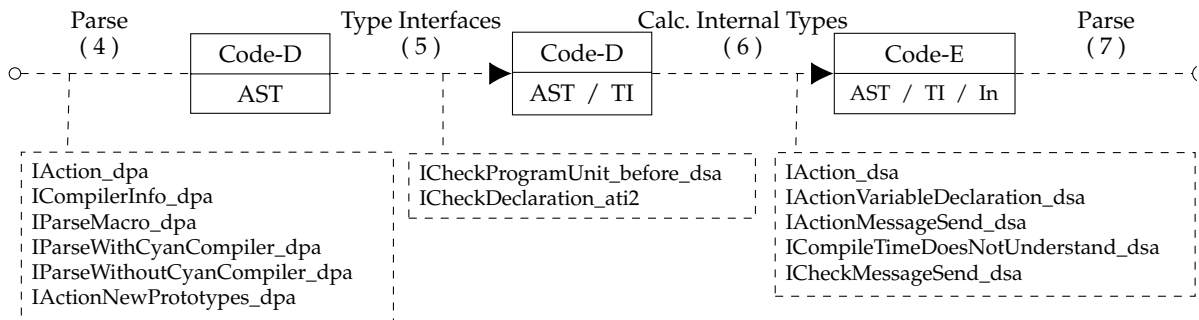 Parse
(4)
Type Interfaces
(5)
Calc. Internal Types
(6)
Parse
(7)
Code-D
AST
Code-D
AST / TI
Code-E
AST / TI / In
IAction_dpa
ICompilerInfo_dpa
IParseMacro_dpa
IParseWithCyanCompiler_dpa
IParseWithoutCyanCompiler_dpa
IActionNewPrototypes_dpa
ICheckProgramUnit_before_dsa
ICheckDeclaration_ati2
IAction_dsa
IActionVariableDeclaration_dsa
IActionMessageSend_dsa
ICompileTimeDoesNotUnderstand_dsa
ICheckMessageSend_dsa